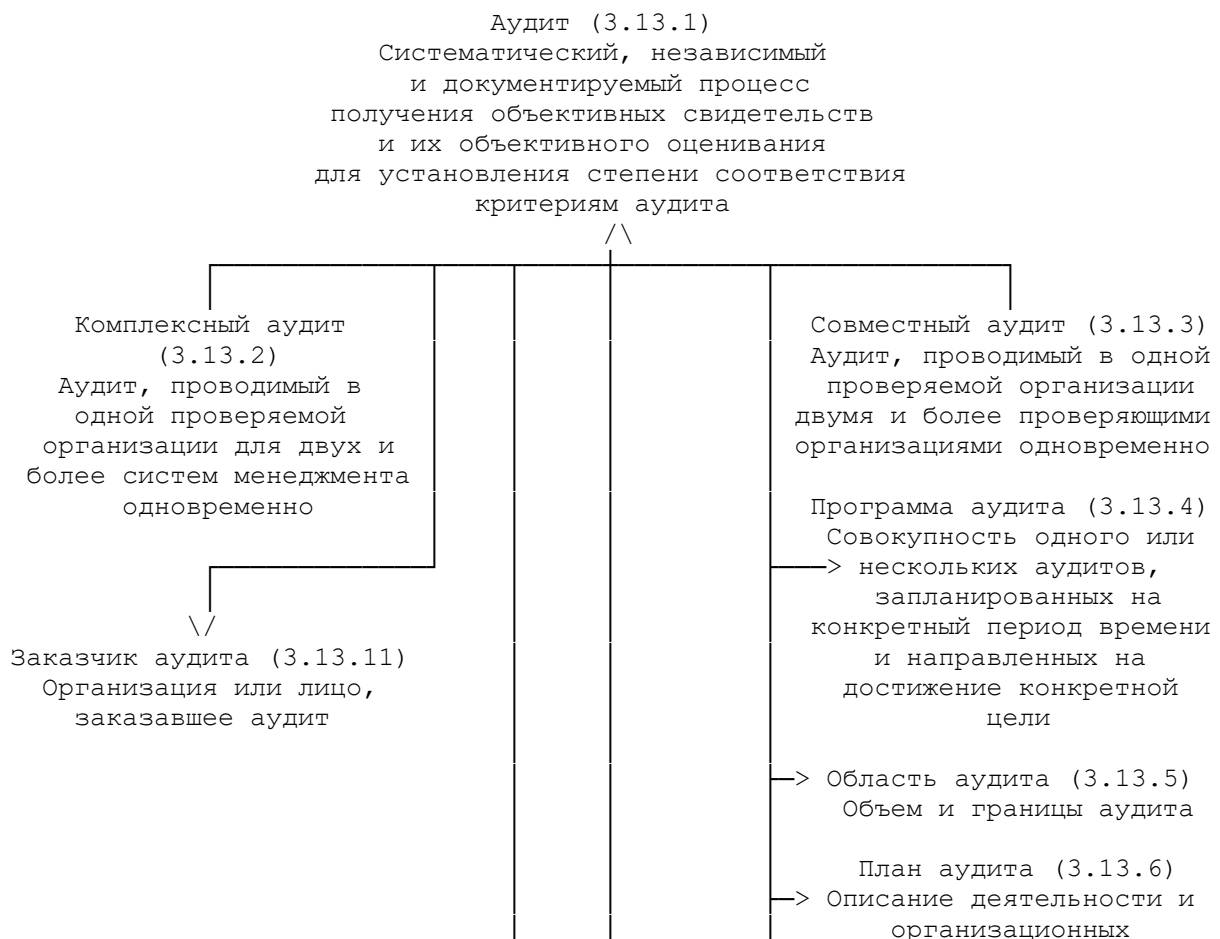 Аудит (3.13.1)
Систематический, независимый
и документируемый процесс
получения объективных свидетельств
и их объективного оценивания
для установления степени соответствия
критериям аудита
Комплексный аудит
(3.13.2)
Аудит, проводимый в
одной проверяемой
организации для двух и
более систем менеджмента
одновременно
Заказчик аудита (3.13.11)
Организация или лицо,
заказавшее аудит
Совместный аудит (3.13.3)
Аудит, проводимый в одной
проверяемой организации
двумя и более проверяющими
организациями одновременно
Программа аудита (3.13.4)
Совокупность одного или
нескольких аудитов,
запланированных на
конкретный период времени
и направленных на
достижение конкретной
цели
Область аудита (3.13.5)
Объем и границы аудита
План аудита (3.13.6)
Описание деятельности и
организационных